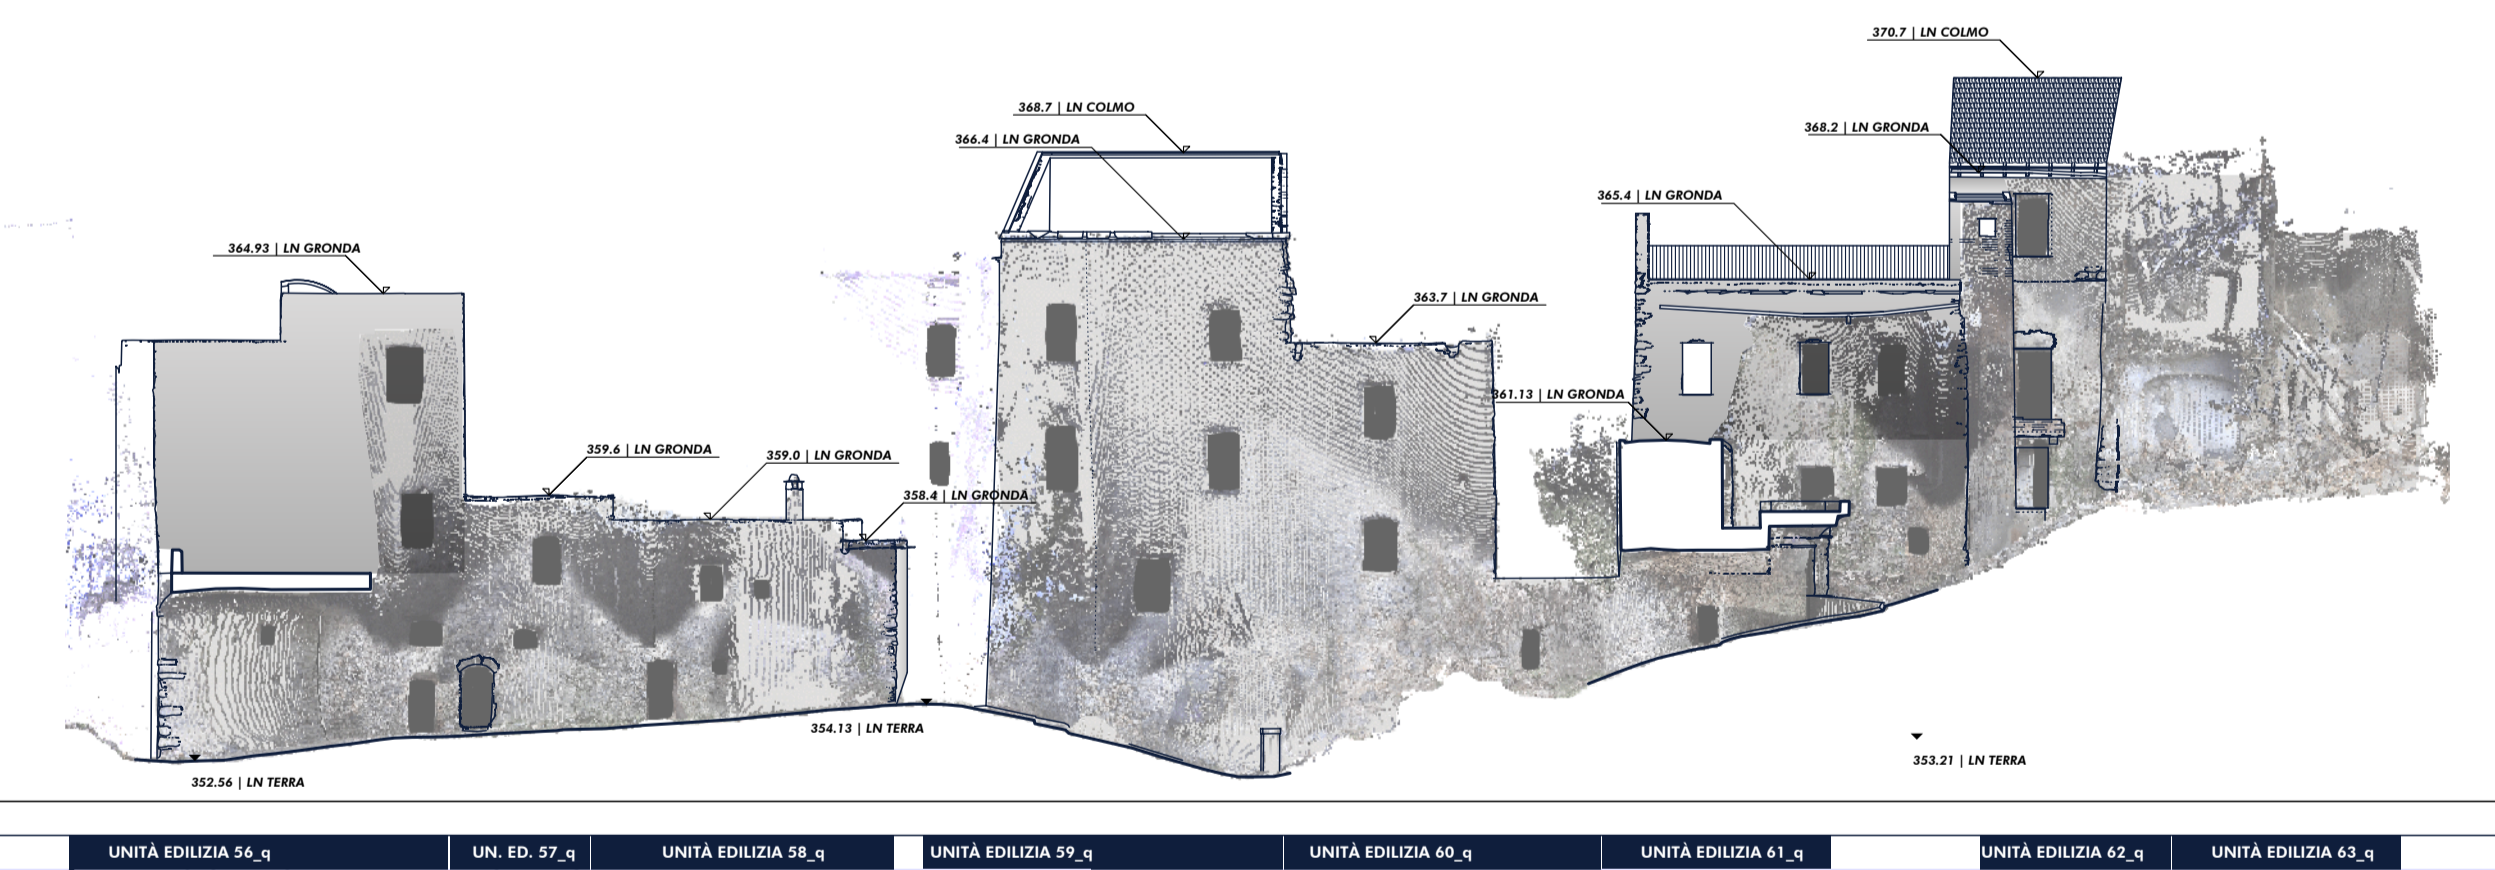 370.7 | LN COLMO
368.7 | LN COLMO
368.2 | LN GRONDA
366.4 | LN GRONDA
365.4 | LN GRONDA
364.93 | LN GRONDA
363.7 | LN GRONDA
361.13 | LN GRONDA
359.6 | LN GRONDA
359.0 | LN GRONDA
358.4 | LN GRONDA
354.13 | LN TERRA
353.21 | LN TERRA
352.56 | LN TERRA
UNITÀ EDILIZIA 56_q
UN. ED. 57_q
UNITÀ EDILIZIA 58_q
UNITÀ EDILIZIA 59_q
UNITÀ EDILIZIA 60_q
UNITÀ EDILIZIA 61_q
UNITÀ EDILIZIA 62_q
UNITÀ EDILIZIA 63_q